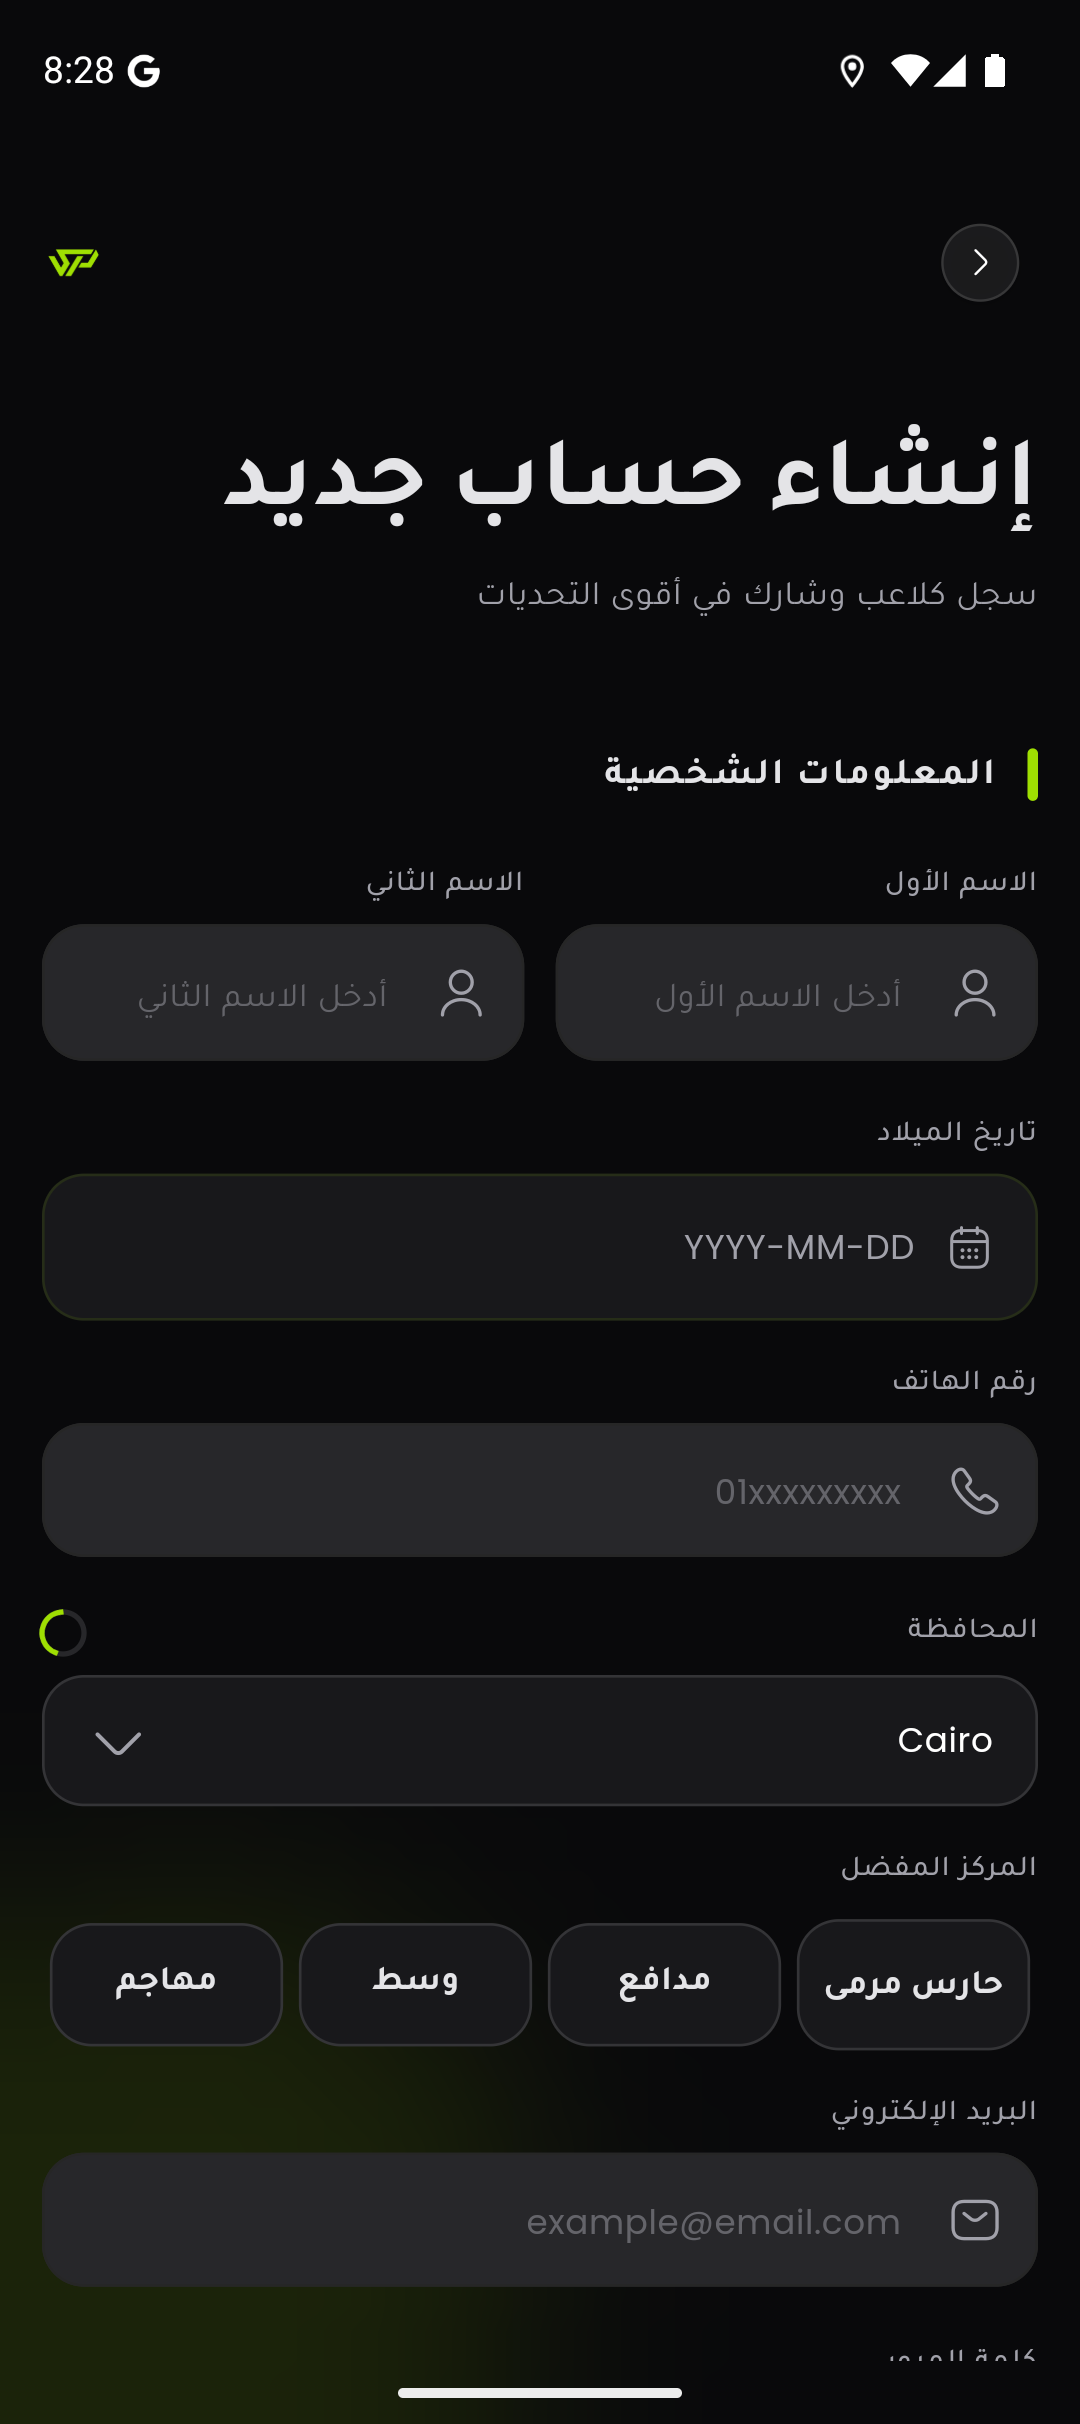 8:28
إنشاء حساب جديد
سجل كلاعب وشارك في أقوى التحديات
المعلومات الشخصية
الاسم الأول
الاسم الثاني
أدخل الاسم الأول
أدخل الاسم الثاني
تاريخ الميلاد
YYYY-MM-DD
رقم الهاتف
01xxxxxxxxx
المحافظة
Cairo
المركز المفضل
حارس مرمى
مدافع
وسط
مهاجم
البريد الإلكتروني
example@email.com